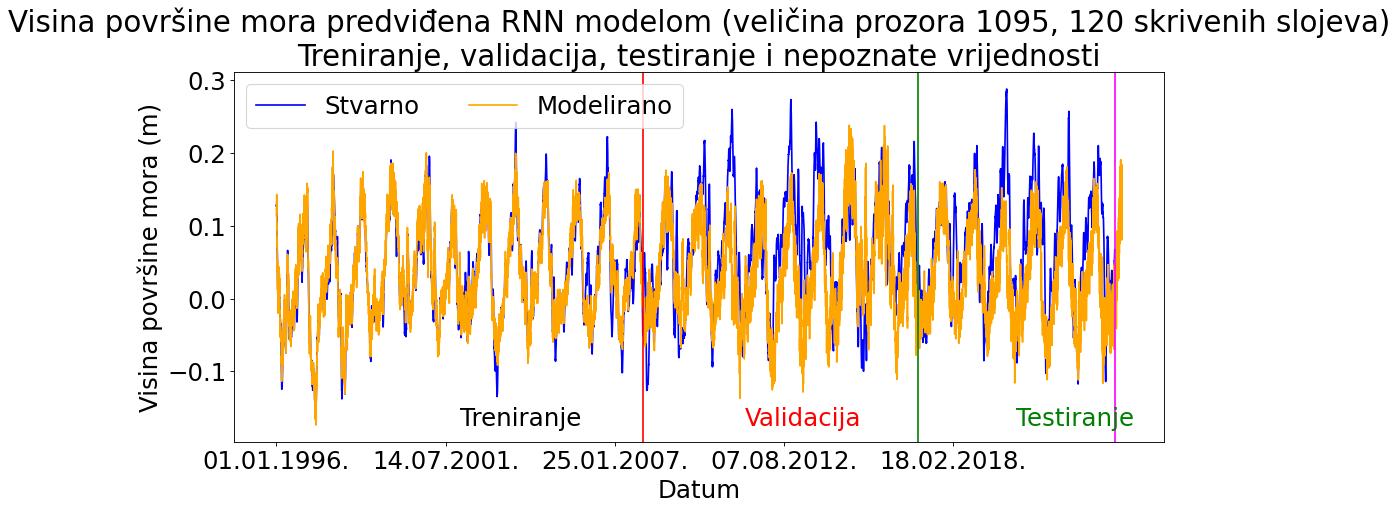 Visina površine mora predviđena RNN modelom (veličina prozora 1095, 120 skrivenih slojeva)
Treniranje, validacija, testiranje i nepoznate vrijednosti
Stvarno Modelirano
Visina površine mora (m)
0.3
0.2
0.1
0.0
−0.1
Treniranje Validacija Testiranje
01.01.1996. 14.07.2001. 25.01.2007. 07.08.2012. 18.02.2018.
Datum